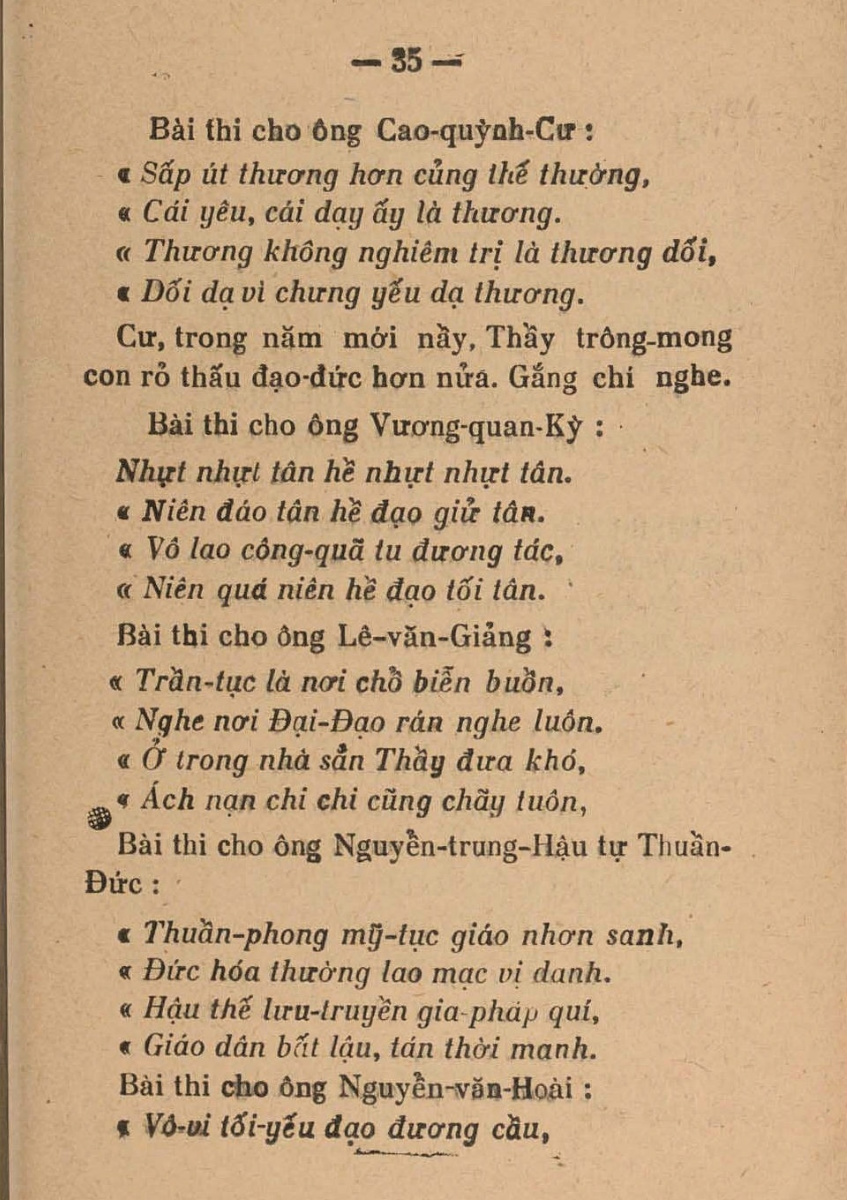 — 35 —
Bài thi cho ông Cao-quỳnh-Cư :
« Sấp út thương hơn củng thế thường,
« Cái yêu, cái dạy ấy là thương.
« Thương không nghiêm trị là thương dối,
« Dối dạ vì chưng yếu dạ thương.
Cư, trong năm mới nầy, Thầy trông-mong
con rỏ thấu đạo-đức hơn nửa. Gắng chí nghe.
Bài thi cho ông Vương-quan-Kỳ :
Nhựt nhựt tân hề nhựt nhựt tân.
« Niên đáo tân hề đạo giử tân.
« Vô lao công-quã tu đương tác,
« Niên quá niên hề đạo tối tân.
Bài thi cho ông Lê-văn-Giảng :
« Trần-tục là nơi chỗ biễn buồn,
« Nghe nơi Đại-Đạo rán nghe luôn.
« Ở trong nhà sẳn Thầy đưa khó,
« Ách nạn chi chi cũng chãy tuôn,
Bài thi cho ông Nguyễn-trung-Hậu tự Thuần-
Đức :
« Thuần-phong mỹ-tục giáo nhơn sanh,
« Đức hóa thường lao mạc vị danh.
« Hậu thế lưu-truyền gia-pháp quí,
« Giáo dân bất lậu, tán thời manh.
Bài thi cho ông Nguyễn-văn-Hoài :
« Vô-vi tối-yếu đạo đương cầu,